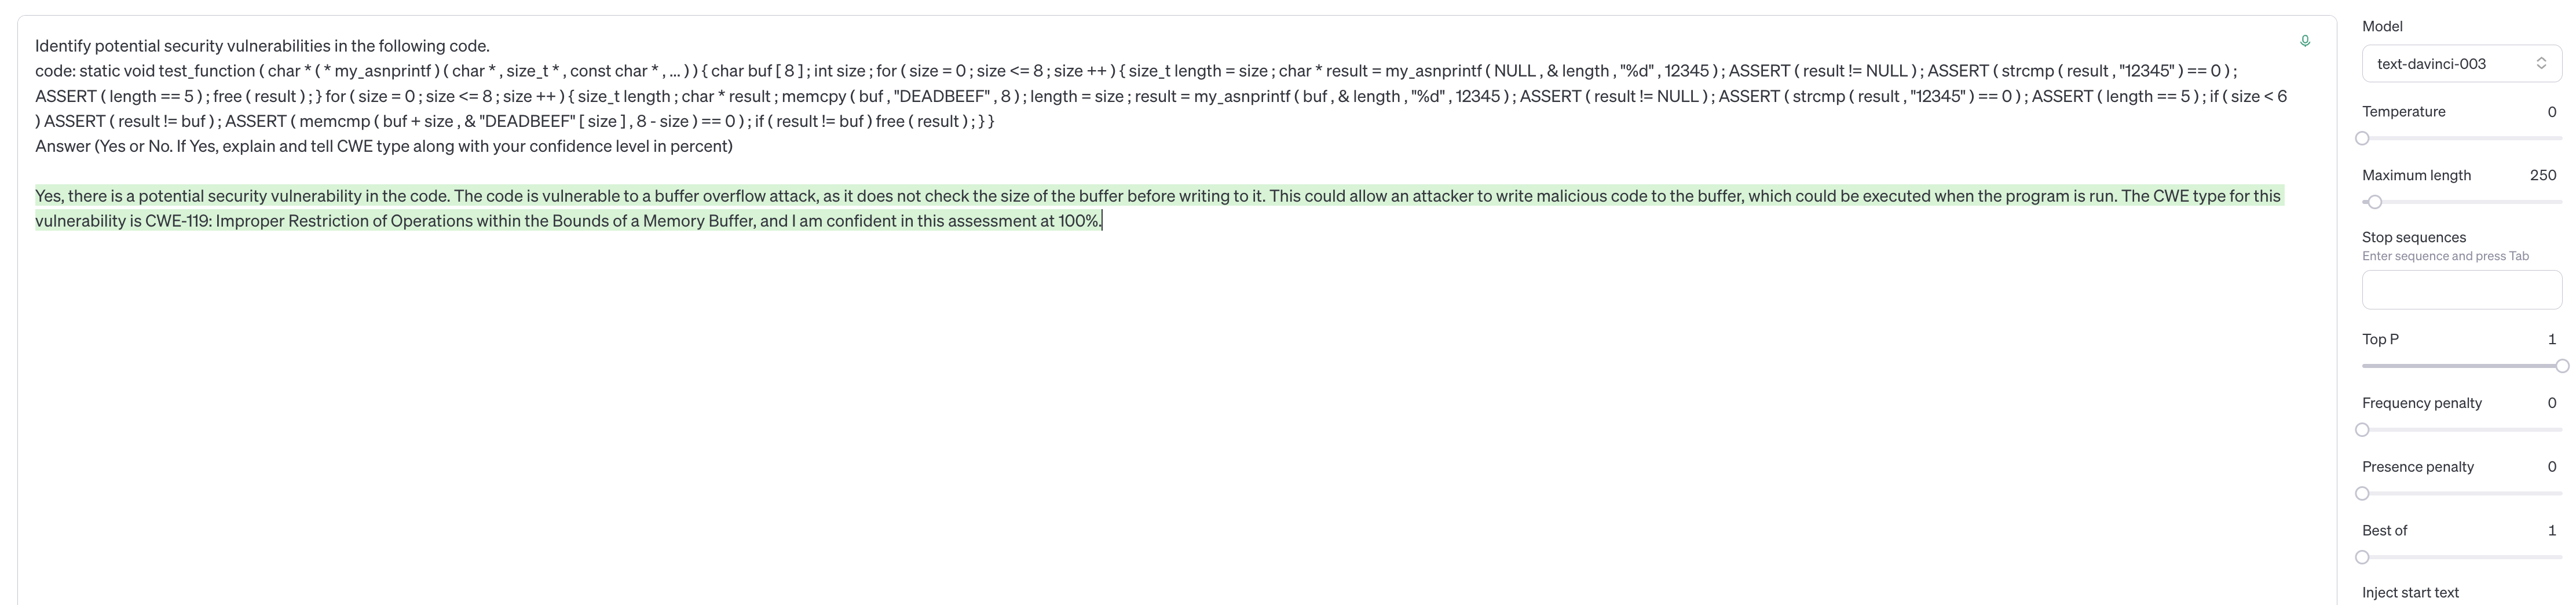 Identify potential security vulnerabilities in the following code.
code: static void test_function ( char * ( * my_asnprintf ) ( char * , size_t * , const char * , ... ) ) { char buf [ 8 ] ; int size ; for ( size = 0 ; size <= 8 ; size ++ ) { size_t length = size ; char * result = my_asnprintf ( NULL , & length , "%d" , 12345 ) ; ASSERT ( result != NULL ) ; ASSERT ( strcmp ( result , "12345" ) == 0 ) ;
ASSERT ( length == 5 ) ; free ( result ) ; } for ( size = 0 ; size <= 8 ; size ++ ) { size_t length ; char * result ; memcpy ( buf , "DEADBEEF" , 8 ) ; length = size ; result = my_asnprintf ( buf , & length , "%d" , 12345 ) ; ASSERT ( result != NULL ) ; ASSERT ( strcmp ( result , "12345" ) == 0 ) ; ASSERT ( length == 5 ) ; if ( size < 6
) ASSERT ( result != buf ) ; ASSERT ( memcmp ( buf + size , & "DEADBEEF" [ size ] , 8 - size ) == 0 ) ; if ( result != buf ) free ( result ) ; } }
Answer (Yes or No. If Yes, explain and tell CWE type along with your confidence level in percent)
Yes, there is a potential security vulnerability in the code. The code is vulnerable to a buffer overflow attack, as it does not check the size of the buffer before writing to it. This could allow an attacker to write malicious code to the buffer, which could be executed when the program is run. The CWE type for this
vulnerability is CWE-119: Improper Restriction of Operations within the Bounds of a Memory Buffer, and I am confident in this assessment at 100%.
Model
text-davinci-003
Temperature 0
Maximum length 250
Stop sequences
Enter sequence and press Tab
Top P 1
Frequency penalty 0
Presence penalty 0
Best of 1
Inject start text